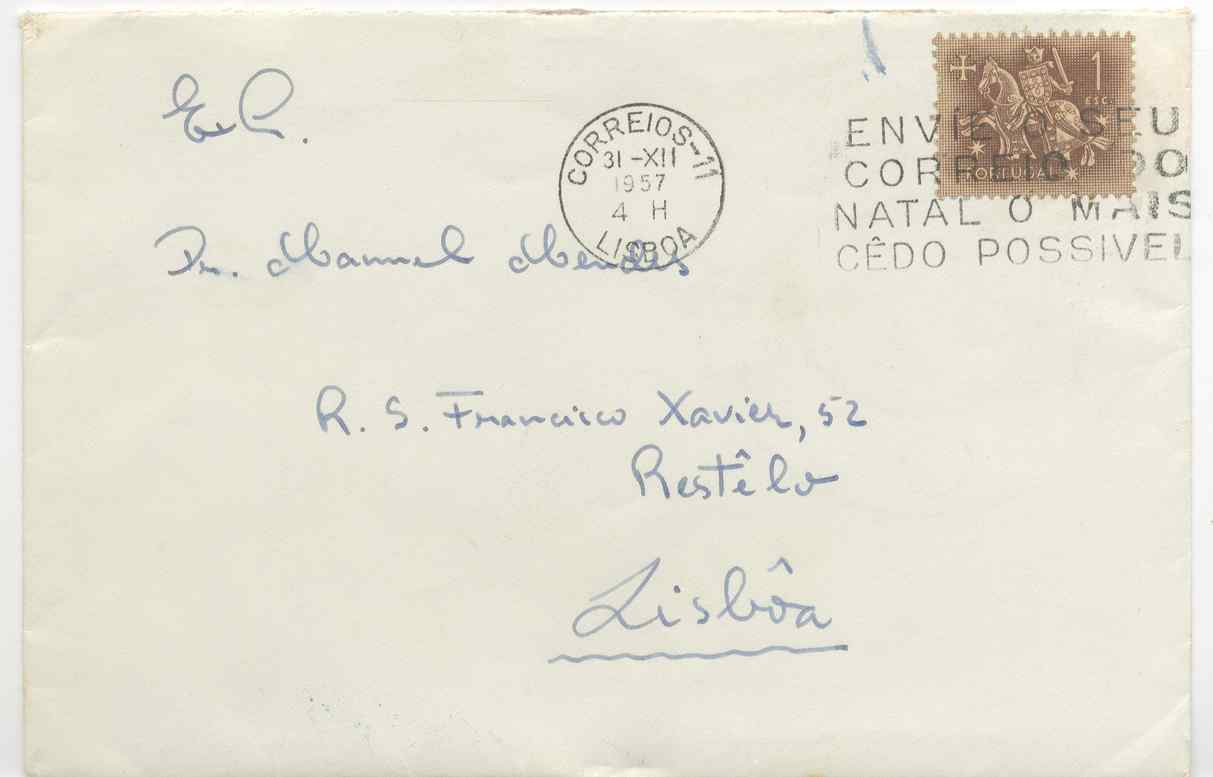 1
ESC.
PORTUGAL
CORREIOS-11
31-XII
1957
4 H
LISBOA
ENVIE O SEU
CORREIO DO
NATAL O MAIS
CÊDO POSSIVEL
Dr. Manuel Mendes
R. S. Francisco Xavier, 52
Restêlo
Lisbôa